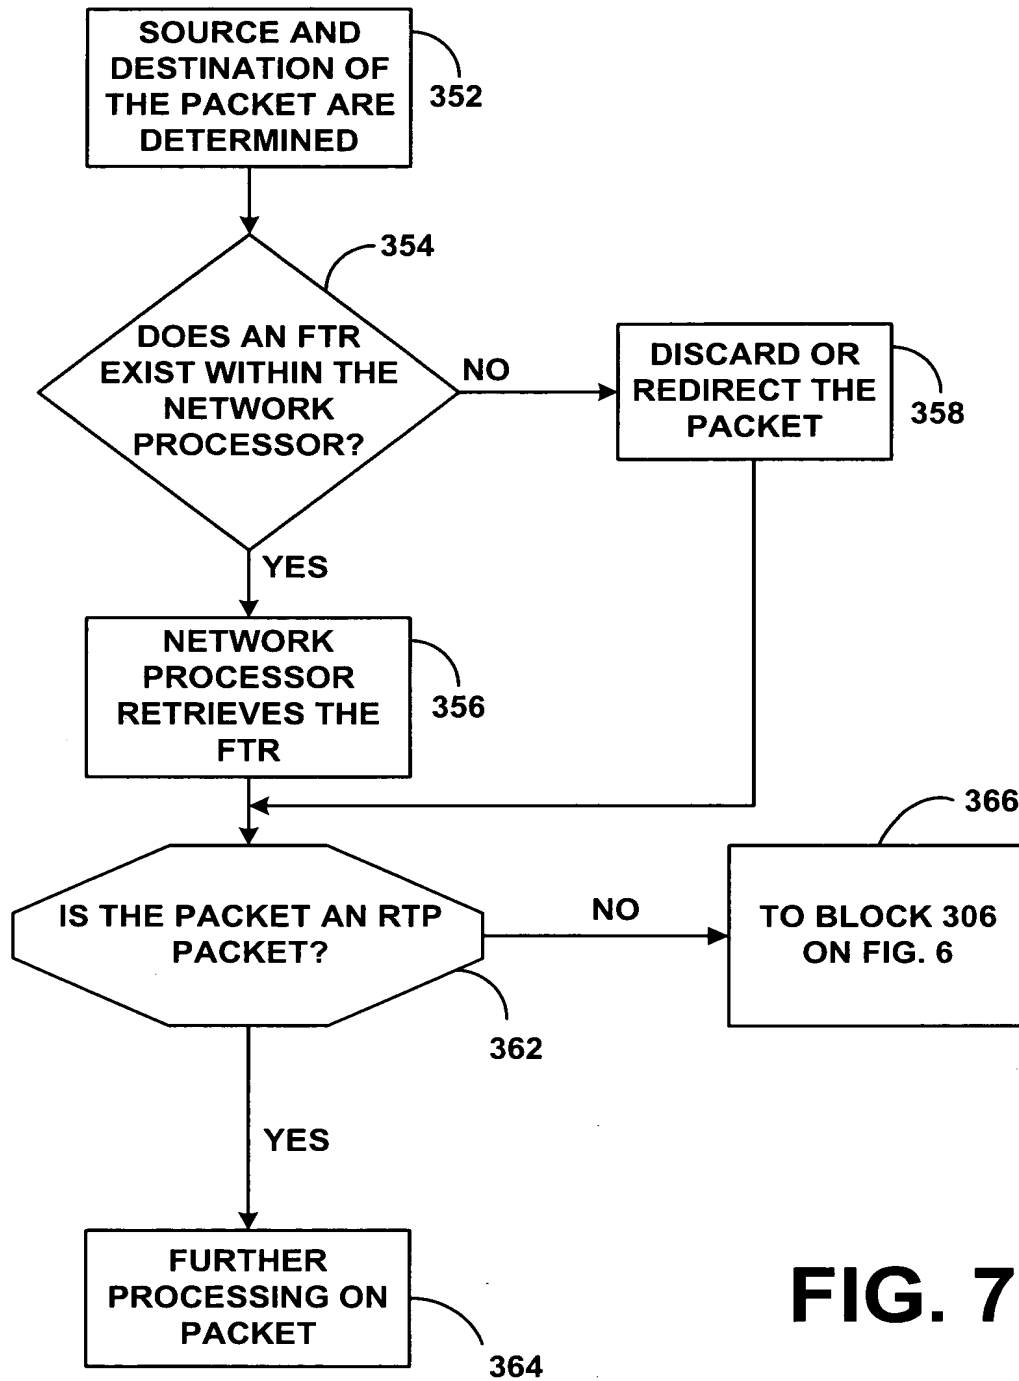 SOURCE AND
DESTINATION OF
THE PACKET ARE
DETERMINED
352
354
DOES AN FTR
EXIST WITHIN THE
NETWORK
PROCESSOR?
NO
DISCARD OR
REDIRECT THE
PACKET
358
YES
NETWORK
PROCESSOR
RETRIEVES THE
FTR
356
366
IS THE PACKET AN RTP
PACKET?
NO
TO BLOCK 306
ON FIG. 6
362
YES
FURTHER
PROCESSING ON
PACKET
364
FIG. 7